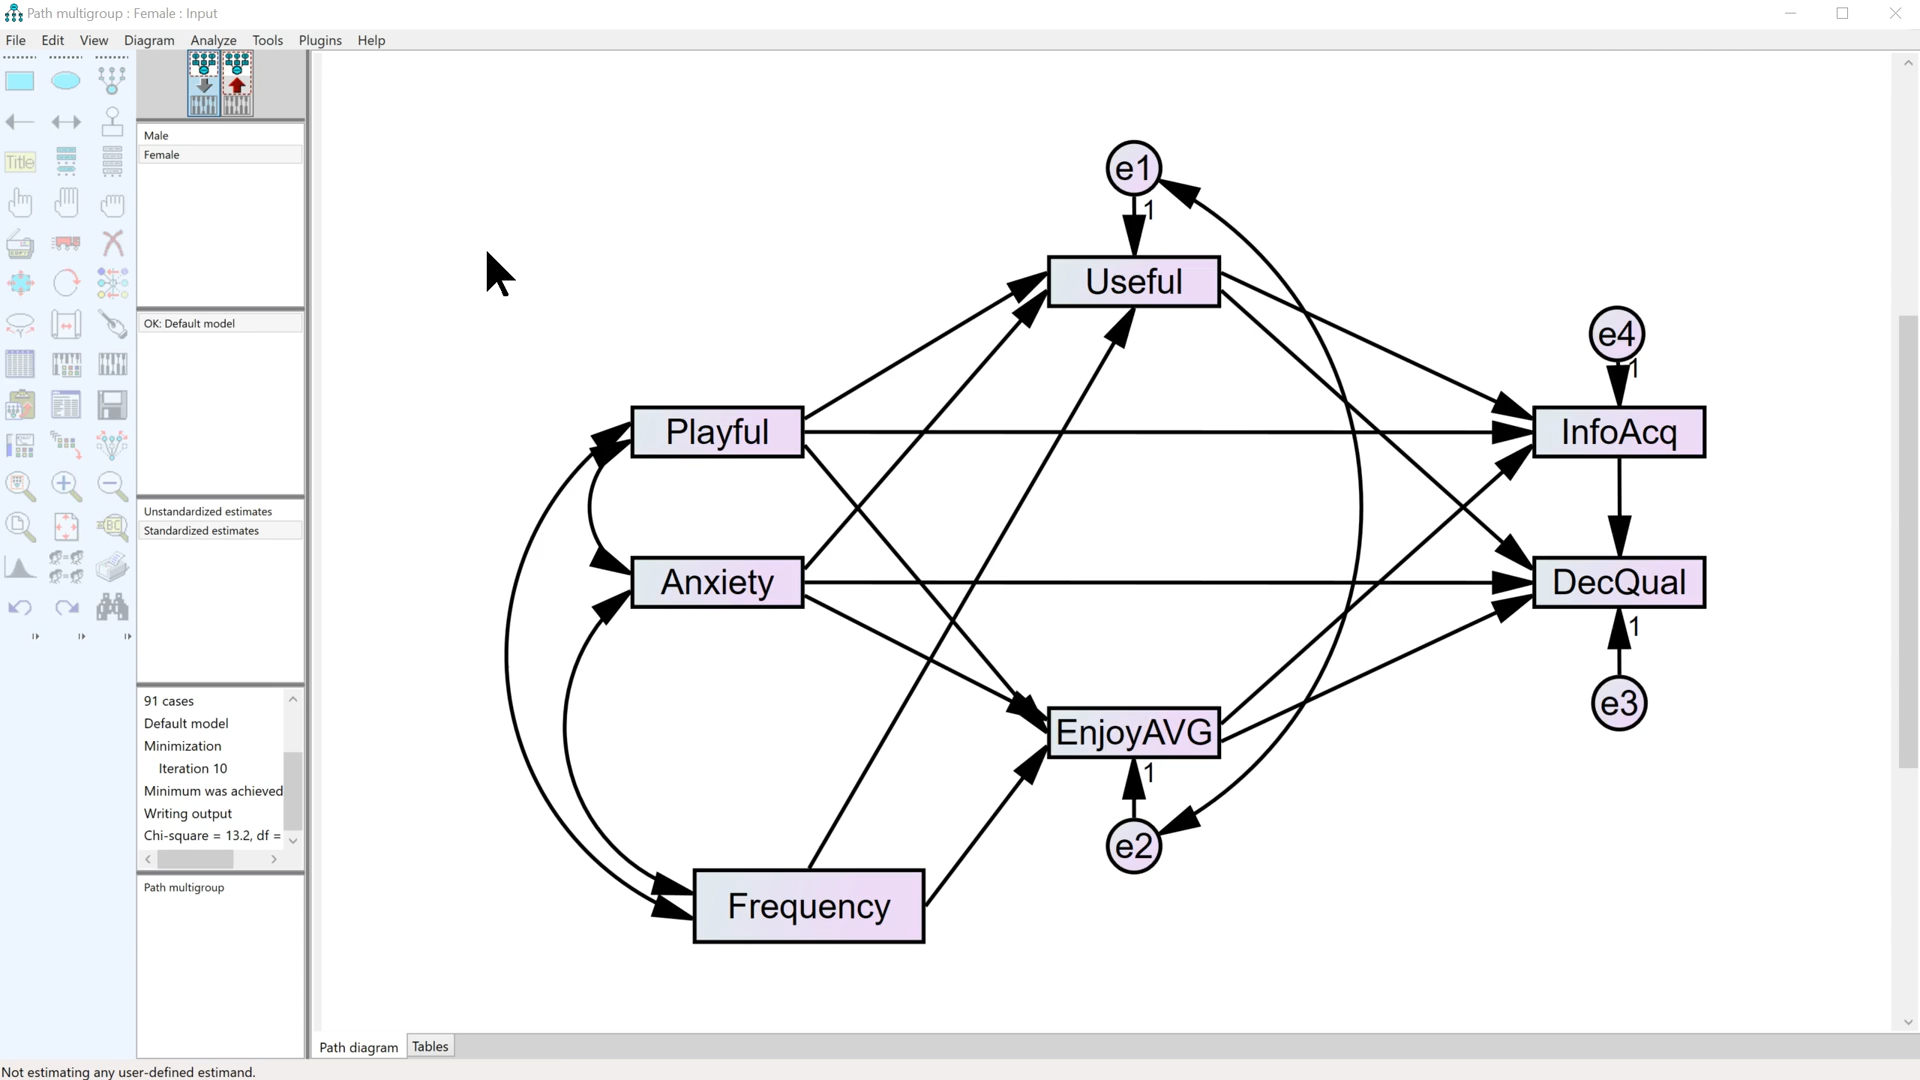 Path multigroup : Female : Input
File Edit View Diagram Analyze Tools Plugins Help
Title
Male
Female
OK: Default model
Unstandardized estimates
Standardized estimates
91 cases
Default model
Minimization
Iteration 10
Minimum was achieved
Writing output
Chi-square = 13.2, df =
Path multigroup
e1
1
Useful
e4
1
Playful
InfoAcq
Anxiety
DecQual
1
e3
EnjoyAVG
1
e2
Frequency
Path diagram Tables
Not estimating any user-defined estimand.